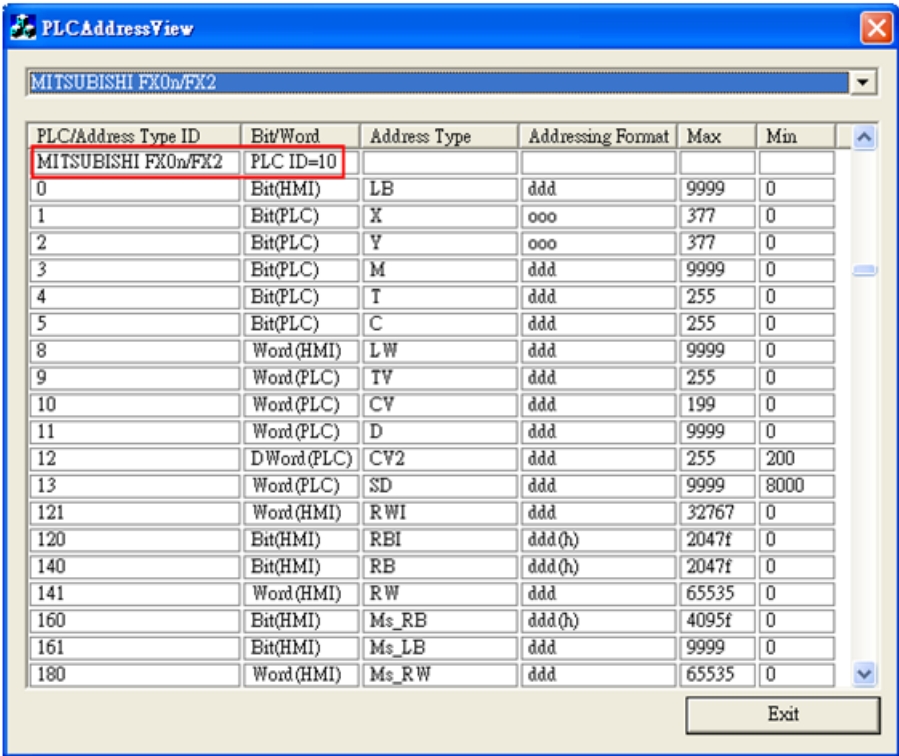 PLCAddressView
MITSUBISHI FX0n/FX2
PLC/Address Type ID Bit/Word Address Type Addressing Format Max Min
MITSUBISHI FX0n/FX2 PLC ID=10
0 Bit(HMI) LB ddd 9999 0
1 Bit(PLC) X ooo 377 0
2 Bit(PLC) Y ooo 377 0
3 Bit(PLC) M ddd 9999 0
4 Bit(PLC) T ddd 255 0
5 Bit(PLC) C ddd 255 0
8 Word(HMI) LW ddd 9999 0
9 Word(PLC) TV ddd 255 0
10 Word(PLC) CV ddd 199 0
11 Word(PLC) D ddd 9999 0
12 DWord(PLC) CV2 ddd 255 200
13 Word(PLC) SD ddd 9999 8000
121 Word(HMI) RWI ddd 32767 0
120 Bit(HMI) RBI ddd(h) 2047f 0
140 Bit(HMI) RB ddd(h) 2047f 0
141 Word(HMI) RW ddd 65535 0
160 Bit(HMI) Ms_RB ddd(h) 4095f 0
161 Bit(HMI) Ms_LB ddd 9999 0
180 Word(HMI) Ms_RW ddd 65535 0
Exit